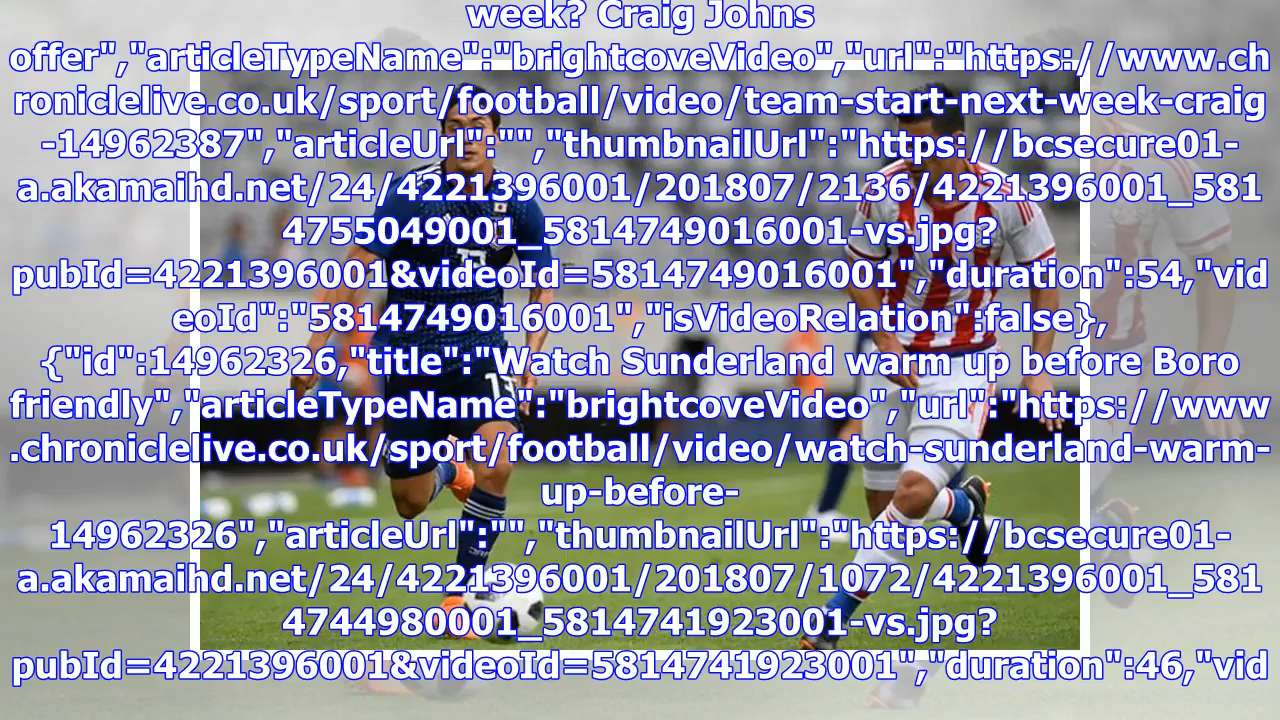 week? Craig Johns
offer","articleTypeName":"brightcoveVideo","url":"https://www.ch
roniclelive.co.uk/sport/football/video/team-start-next-week-craig
-14962387","articleUrl":"","thumbnailUrl":"https://bcsecure01-
a.akamaihd.net/24/4221396001/201807/2136/4221396001_581
4755049001_5814749016001-vs.jpg?
pubId=4221396001&videoId=5814749016001","duration":54,"vid
eoId":"5814749016001","isVideoRelation":false},
{"id":14962326,"title":"Watch Sunderland warm up before Boro
friendly","articleTypeName":"brightcoveVideo","url":"https://www
.chroniclelive.co.uk/sport/football/video/watch-sunderland-warm-
up-before-
14962326","articleUrl":"","thumbnailUrl":"https://bcsecure01-
a.akamaihd.net/24/4221396001/201807/1072/4221396001_581
4744980001_5814741923001-vs.jpg?
pubId=4221396001&videoId=5814741923001","duration":46,"vid